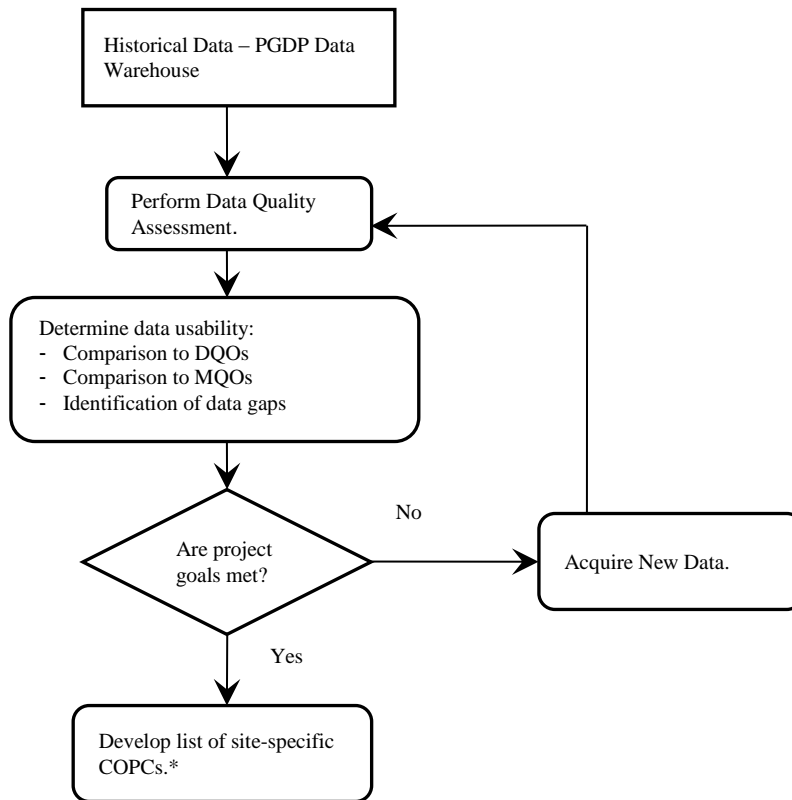 Historical Data – PGDP Data
Warehouse
Perform Data Quality
Assessment.
Determine data usability:
- Comparison to DQOs
- Comparison to MQOs
- Identification of data gaps
Are project
goals met?
No
Acquire New Data.
Yes
Develop list of site-specific
COPCs.*